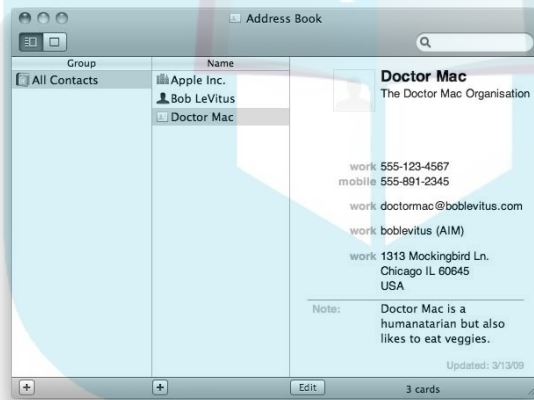 Address Book
Group
Name
All Contacts
Apple Inc.
Bob LeVitus
Doctor Mac
Doctor Mac
The Doctor Mac Organisation
work 555-123-4567
mobile 555-891-2345
work doctormac@boblevitus.com
work boblevitus (AIM)
work 1313 Mockingbird Ln.
Chicago IL 60645
USA
Note: Doctor Mac is a
humanatarian but also
likes to eat veggies.
Updated: 3/13/09
+
+
Edit
3 cards